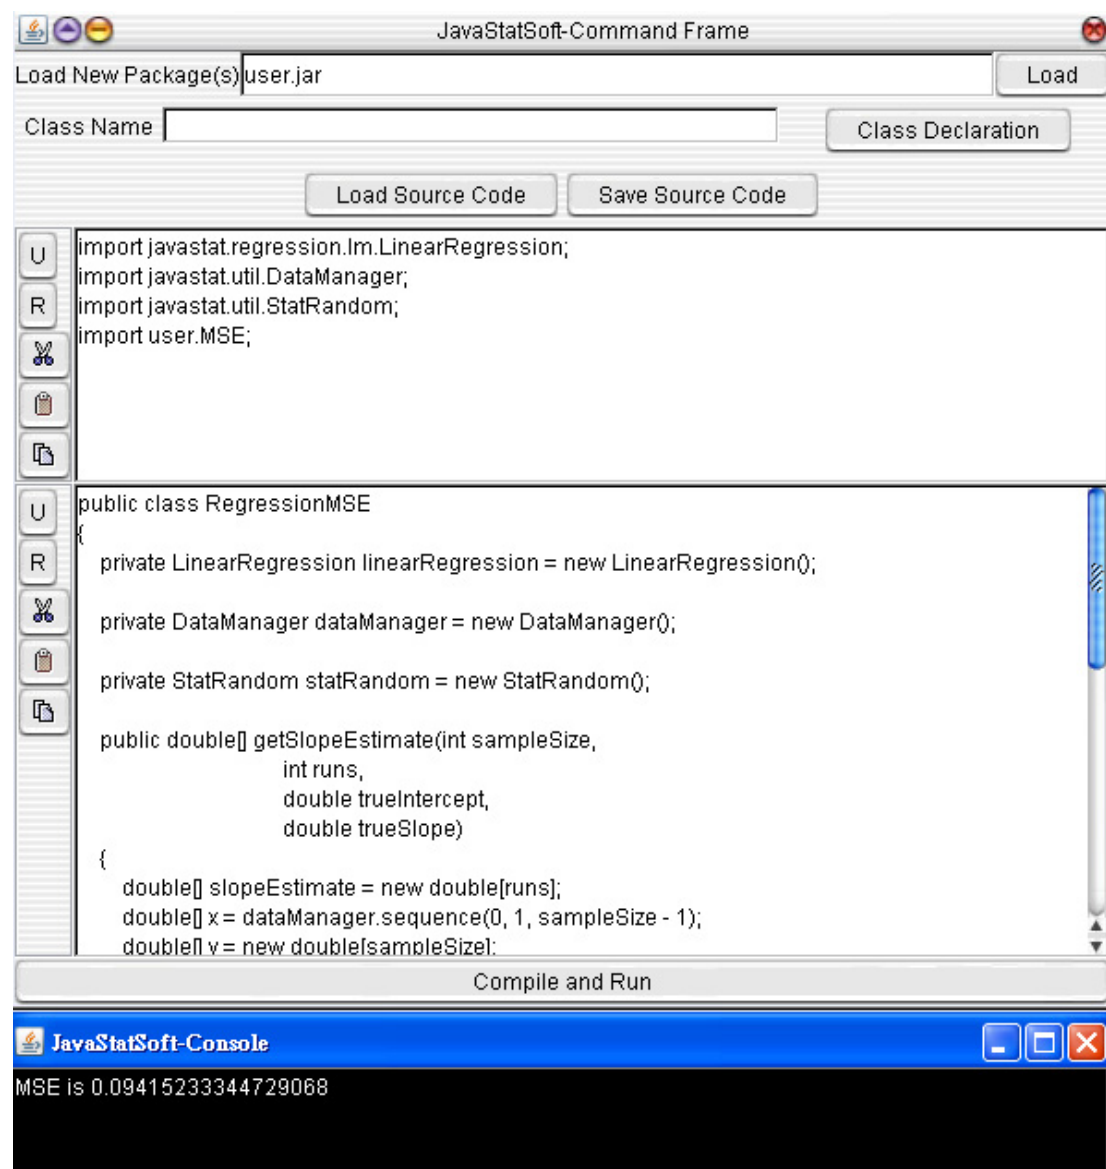 JavaStatSoft-Command Frame
Load New Package(s) user.jar Load
Class Name Class Declaration
Load Source Code Save Source Code
U
R
import javastat.regression.lm.LinearRegression;
import javastat.util.DataManager;
import javastat.util.StatRandom;
import user.MSE;
U
R
public class RegressionMSE
{
private LinearRegression linearRegression = new LinearRegression();
private DataManager dataManager = new DataManager();
private StatRandom statRandom = new StatRandom();
public double[] getSlopeEstimate(int sampleSize,
int runs,
double trueIntercept,
double trueSlope)
{
double[] slopeEstimate = new double[runs];
double[] x = dataManager.sequence(0, 1, sampleSize - 1);
double[] y = new double[sampleSize];
Compile and Run
JavaStatSoft-Console
MSE is 0.09415233344729068